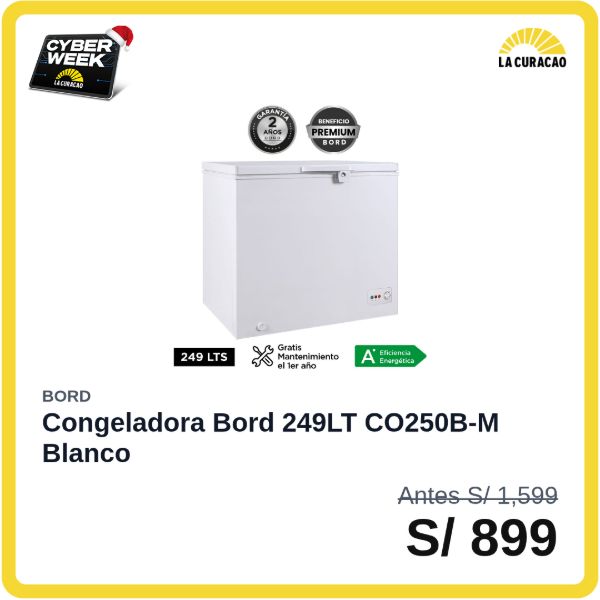 CYBER
WEEK
LA CURACAO
LA CURACAO
GARANTÍA
2
AÑOS
BENEFICIO
PREMIUM
BORD
249 LTS
Gratis
Mantenimiento
el 1er año
A Eficiencia
Energética
BORD
Congeladora Bord 249LT CO250B-M
Blanco
Antes S/ 1,599
S/ 899